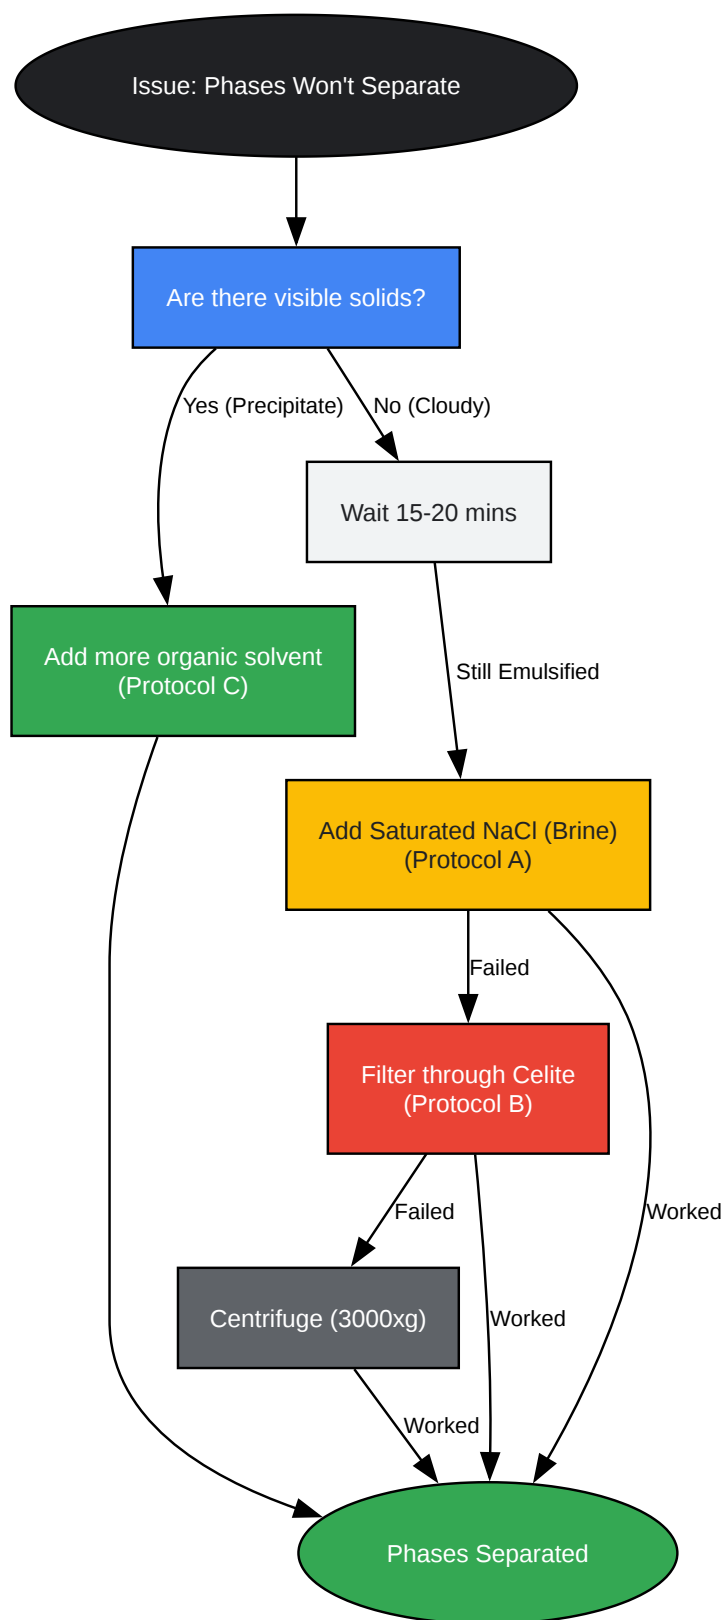 Issue: Phases Won't Separate
Are there visible solids?
Yes (Precipitate)
No (Cloudy)
Wait 15-20 mins
Add more organic solvent
(Protocol C)
Still Emulsified
Add Saturated NaCl (Brine)
(Protocol A)
Failed
Filter through Celite
(Protocol B)
Failed
Worked
Centrifuge (3000xg)
Worked
Worked
Phases Separated